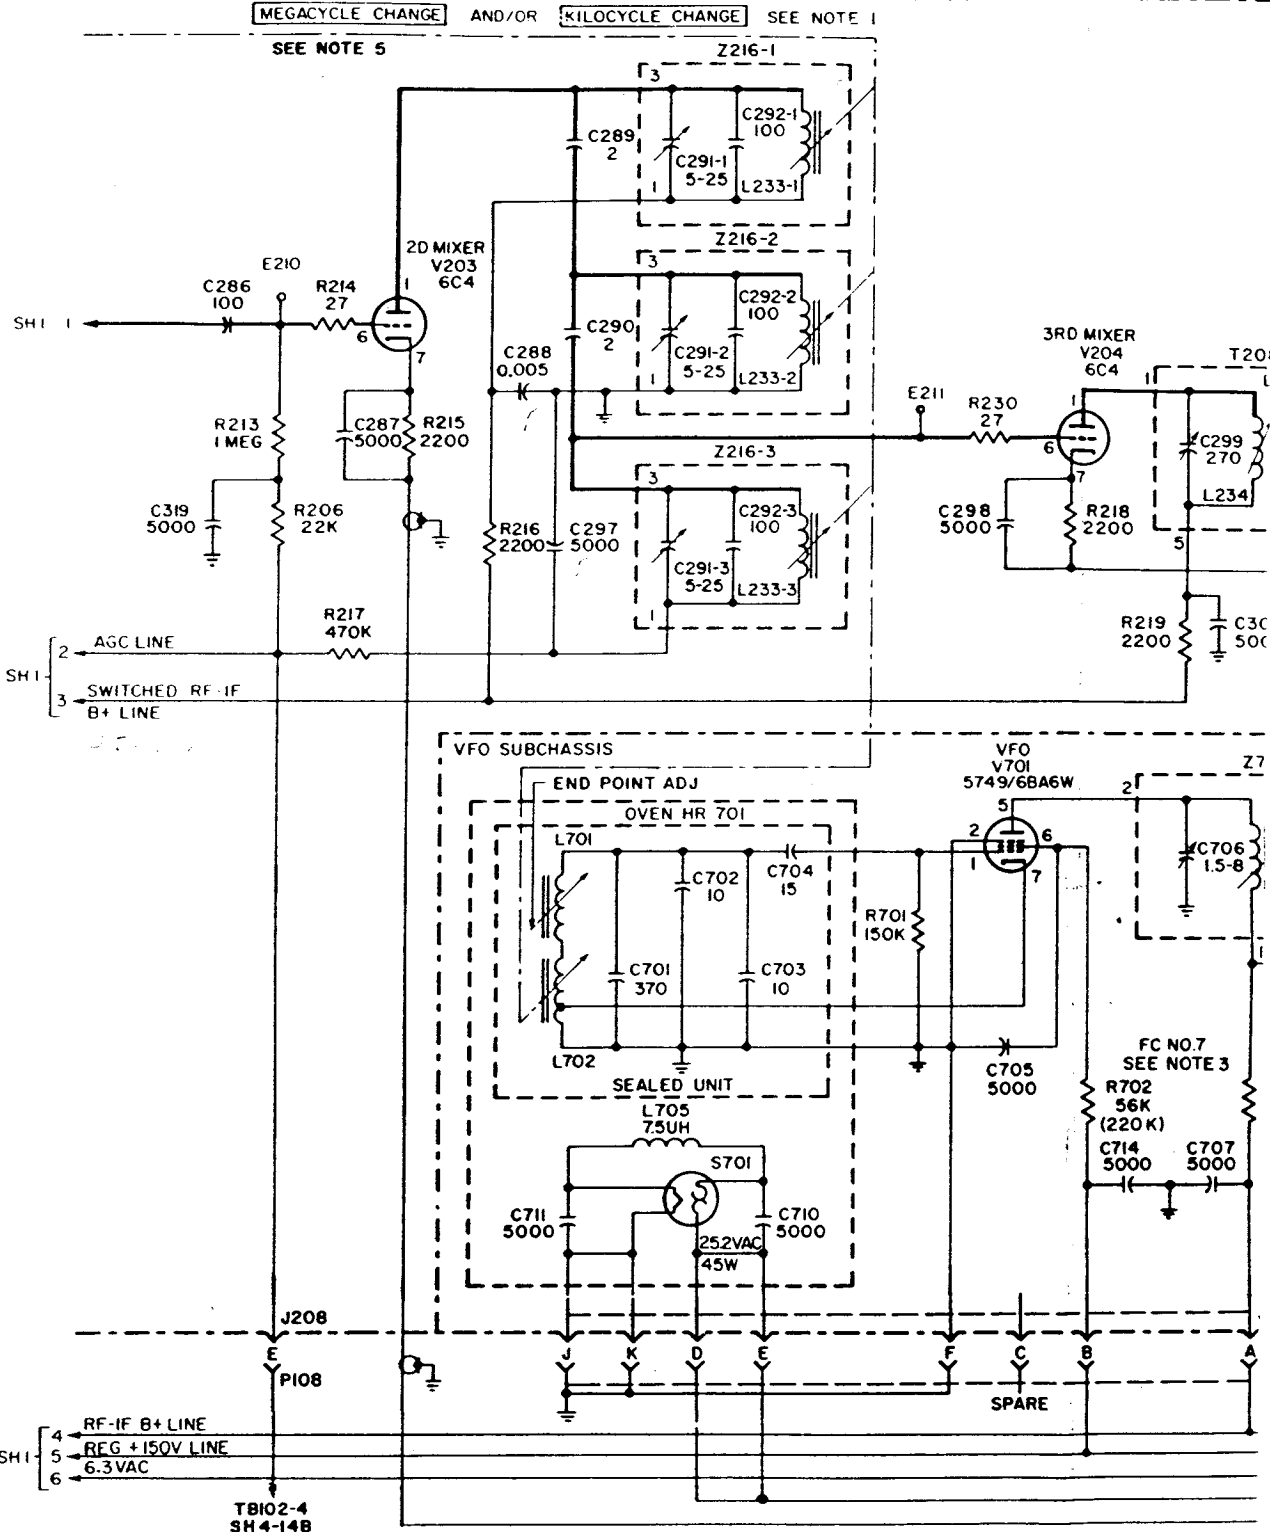 MEGACYCLE CHANGE AND/OR KILOCYCLE CHANGE SEE NOTE 1
SEE NOTE 5
Z216-1
3
C292-1
100
C289
2
C291-1
5-25
1
L233-1
2D MIXER
V203
6C4
Z216-2
3
E210
1
C286
100
R214
27
C292-2
100
SH1 1
6
7
C290
2
C291-2
5-25
1
L233-2
C288
0.005
3RD MIXER
V204
6C4
T208
1
E211
R230
27
1
6
7
C299
270
L234
5
R213
1 MEG
C287
5000
R215
2200
Z216-3
3
C292-3
100
C319
5000
R206
22K
R216
2200
C297
5000
C291-3
5-25
1
L233-3
C298
5000
R218
2200
R217
470K
R219
2200
SH1
2 AGC LINE
3 SWITCHED RF-IF
B+ LINE
VFO SUBCHASSIS
END POINT ADJ
VFO
V701
5749/6BA6W
5
2
6
1
7
2
OVEN HR 701
L701
C704
15
C702
10
C706
1.5-8
R701
150K
C701
370
C703
10
L702
SEALED UNIT
C705
5000
FC NO.7
SEE NOTE 3
R702
56K
(220K)
L705
7.5UH
S701
C714
5000
C707
5000
C711
5000
C710
5000
25.2VAC
45W
J208
E
P108
J K D E F C B A
SPARE
SH1
4 RF-IF B+ LINE
5 REG +150V LINE
6 6.3VAC
TB102-4
SH4-14B